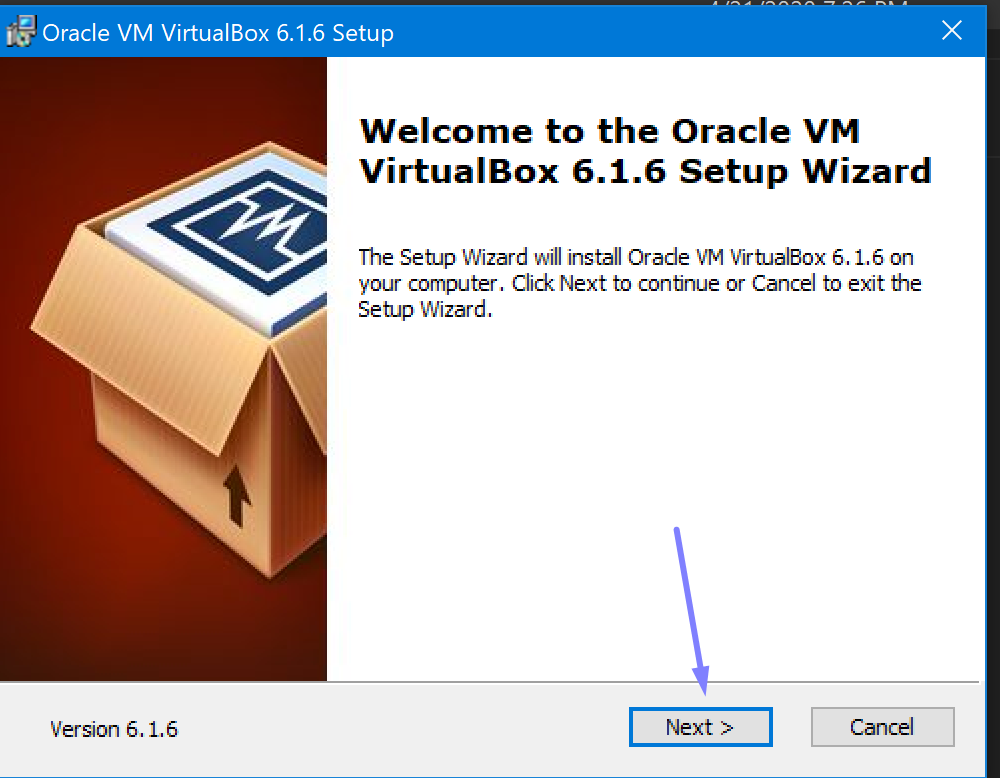 Oracle VM VirtualBox 6.1.6 Setup
Welcome to the Oracle VM
VirtualBox 6.1.6 Setup Wizard
The Setup Wizard will install Oracle VM VirtualBox 6.1.6 on
your computer. Click Next to continue or Cancel to exit the
Setup Wizard.
Version 6.1.6
Next >
Cancel